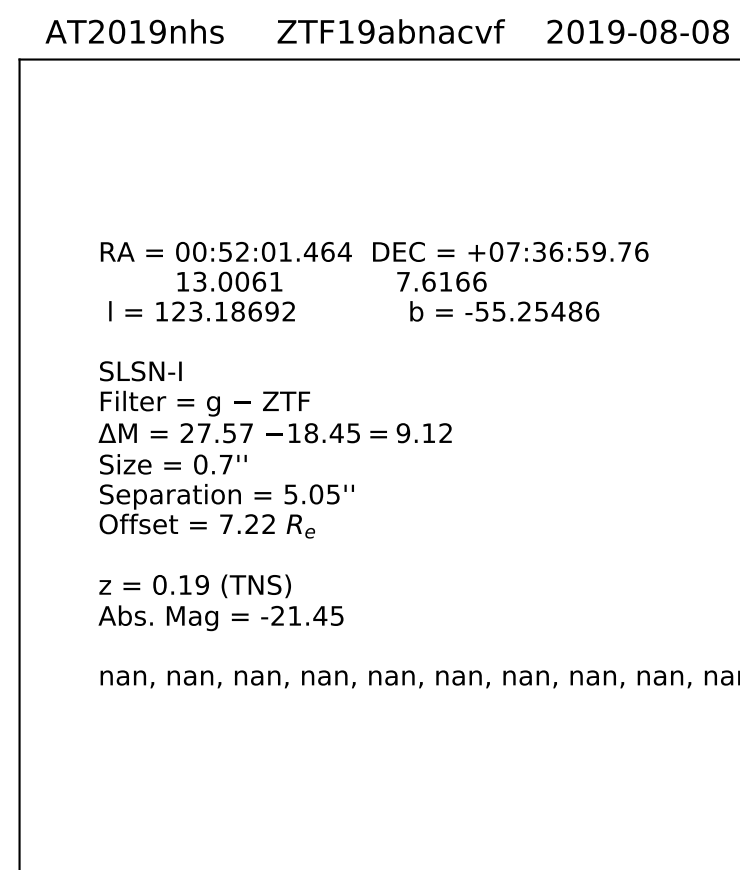 AT2019nhs ZTF19abnacvf 2019-08-08
RA = 00:52:01.464 DEC = +07:36:59.76
13.0061 7.6166
l = 123.18692 b = -55.25486
SLSN-I
Filter = g − ZTF
ΔM = 27.57 −18.45 = 9.12
Size = 0.7''
Separation = 5.05''
Offset = 7.22 Re
z = 0.19 (TNS)
Abs. Mag = -21.45
nan, nan, nan, nan, nan, nan, nan, nan, nan,